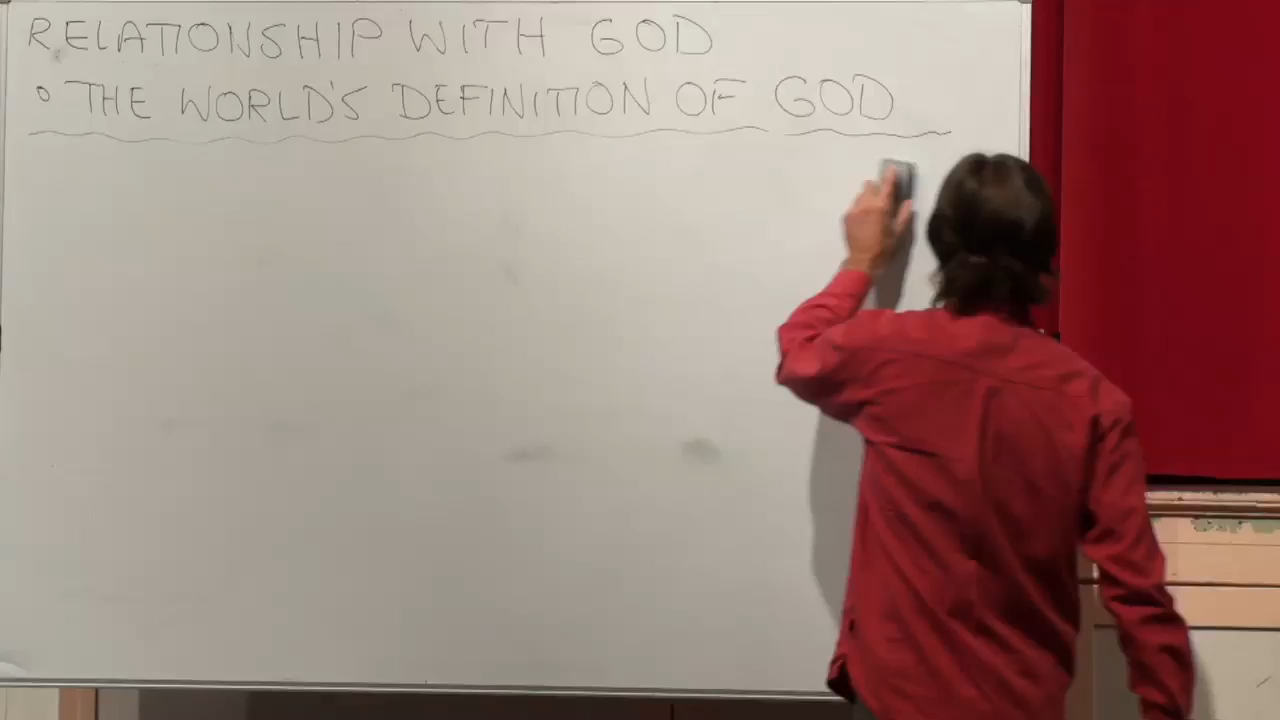 RELATIONSHIP WITH GOD
• THE WORLD'S DEFINITION OF GOD